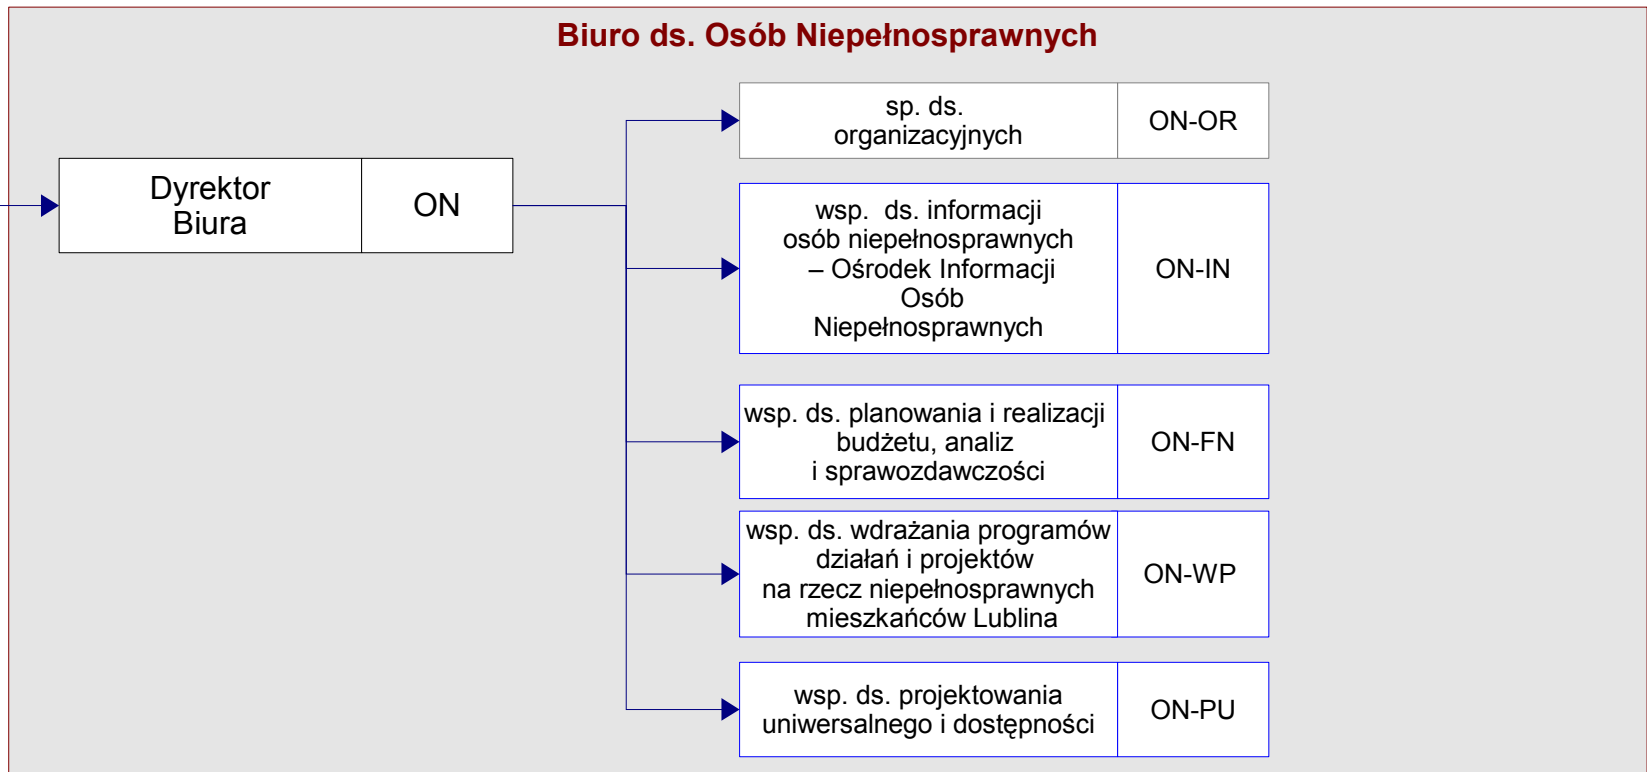 Biuro ds. Osób Niepełnosprawnych
Dyrektor
Biura
ON
sp. ds.
organizacyjnych
ON-OR
wsp. ds. informacji
osób niepełnosprawnych
– Ośrodek Informacji
Osób
Niepełnosprawnych
ON-IN
wsp. ds. planowania i realizacji
budżetu, analiz
i sprawozdawczości
ON-FN
wsp. ds. wdrażania programów
działań i projektów
na rzecz niepełnosprawnych
mieszkańców Lublina
ON-WP
wsp. ds. projektowania
uniwersalnego i dostępności
ON-PU